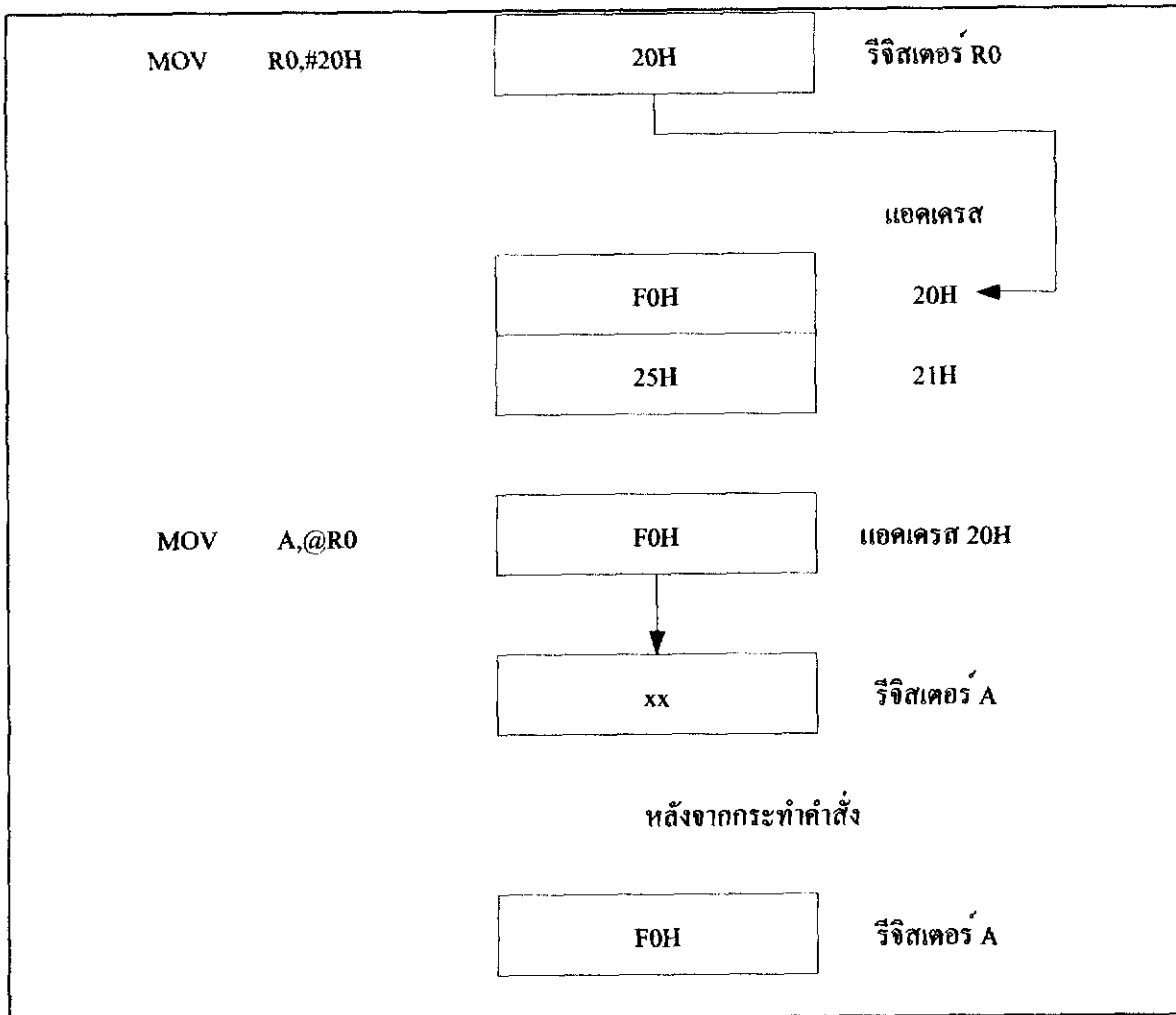 MOV R0,#20H 20H รีจิสเตอร์ R0
แอดเดรส
F0H 20H
25H 21H
MOV A,@R0 F0H แอดเดรส 20H
xx รีจิสเตอร์ A
หลังจากกระทำคำสั่ง
F0H รีจิสเตอร์ A